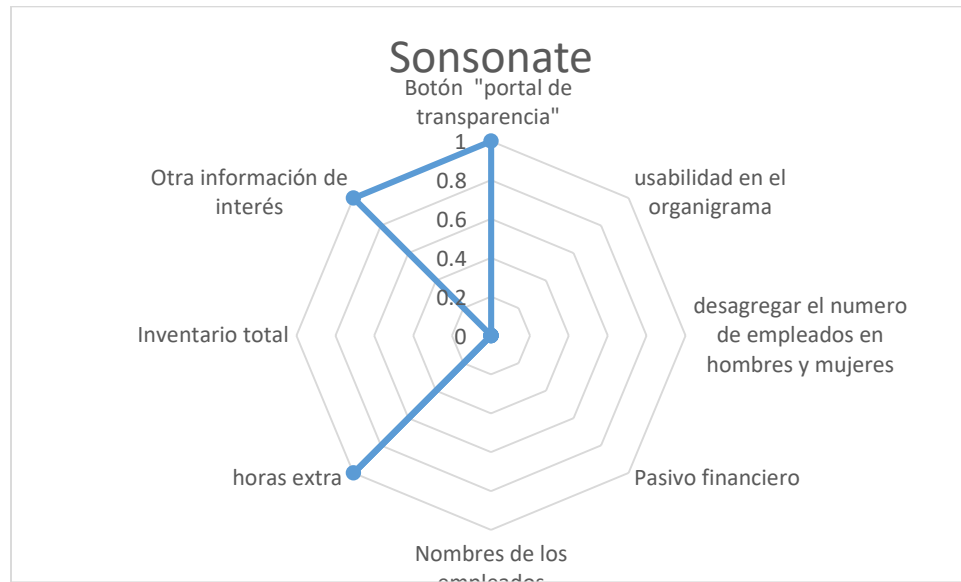 Sonsonate
Botón "portal de
transparencia"
1
0.8
0.6
0.4
0.2
0
usabilidad en el
organigrama
desagregar el numero
de empleados en
hombres y mujeres
Pasivo financiero
Nombres de los
empleados
horas extra
Inventario total
Otra información de
interés